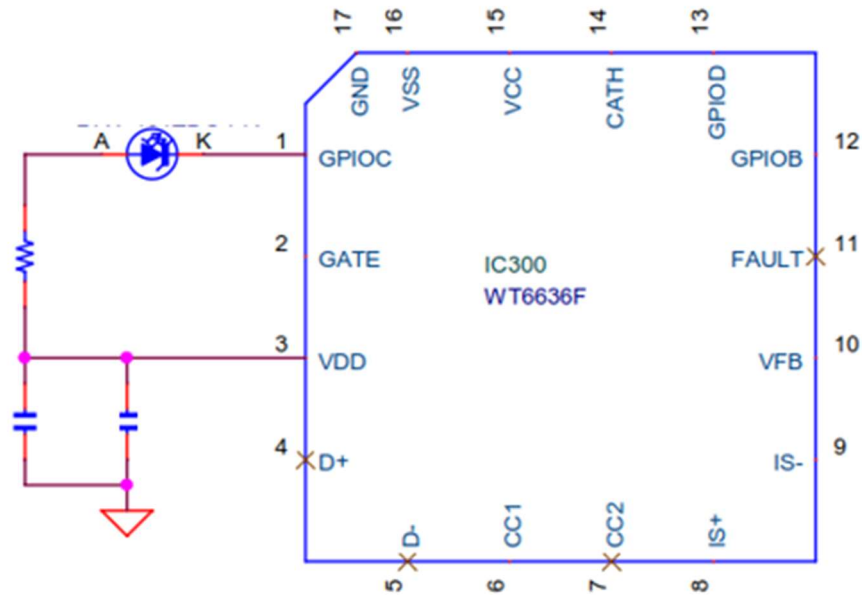 17 16 15 14 13
GND VSS VCC CATH GPIOD
A K 1 GPIOC GPIOB 12
2 GATE FAULT 11
IC300
WT6636F
3 VDD VFB 10
4 D+ IS- 9
D- CC1 CC2 IS+
5 6 7 8